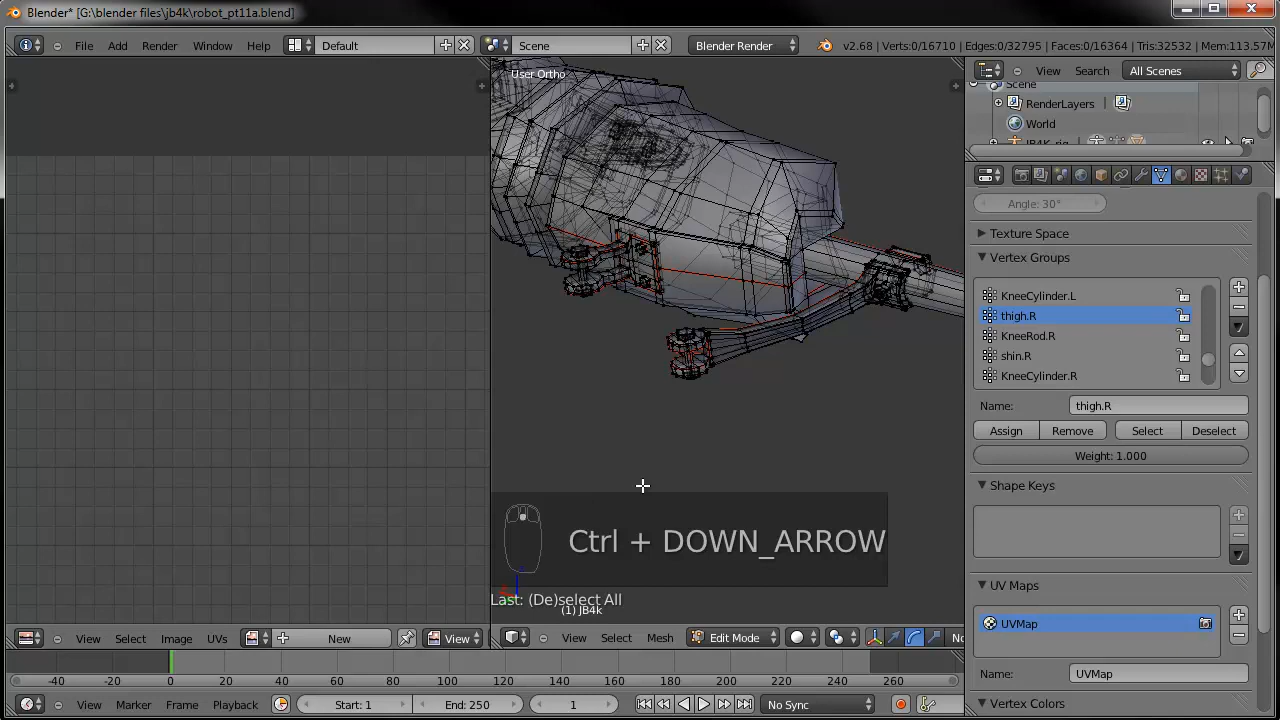 Blender* [G:\blender files\jb4k\robot_pt11a.blend]
File Add Render Window Help Default Scene Blender Render v2.68 | Verts:0/16710 | Edges:0/32795 | Faces:0/16364 | Tris:32532 | Mem:113.57M
User Ortho
View Search All Scenes
Scene
RenderLayers
World
JB4K_rig
Angle: 30°
Texture Space
Vertex Groups
KneeCylinder.L
thigh.R
KneeRod.R
shin.R
KneeCylinder.R
Name: thigh.R
Assign Remove Select Deselect
Weight: 1.000
Shape Keys
Ctrl + DOWN_ARROW
UV Maps
Last: (De)select All
(1) JB4k
UVMap
View Select Image UVs New View
View Select Mesh Edit Mode No
Name: UVMap
-40 -20 0 20 40 60 80 100 120 140 160 180 200 220 240 260
View Marker Frame Playback Start: 1 End: 250 1 No Sync
Vertex Colors